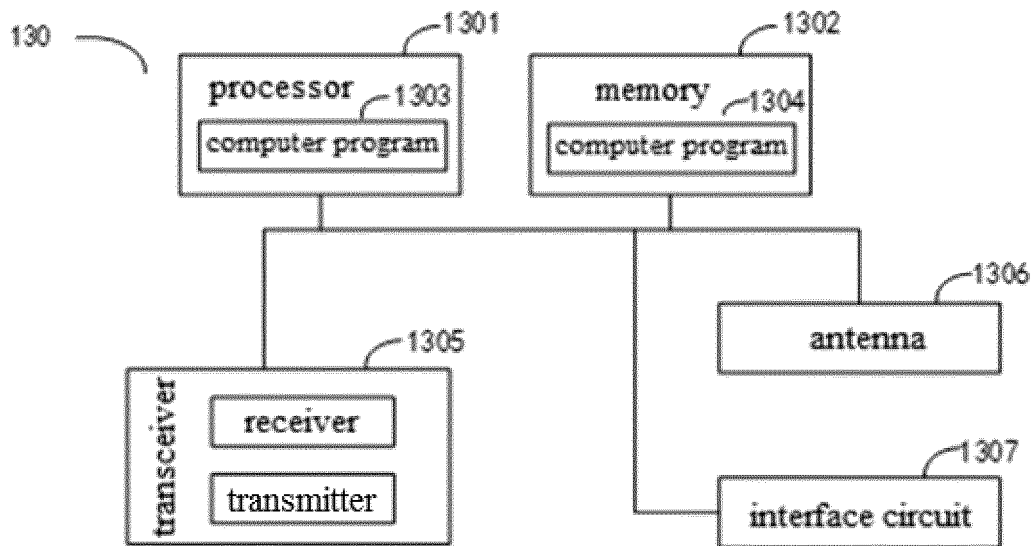 130
1301
1302
processor
memory
1303
1304
computer program
computer program
1306
antenna
1305
transceiver
receiver
transmitter
1307
interface circuit